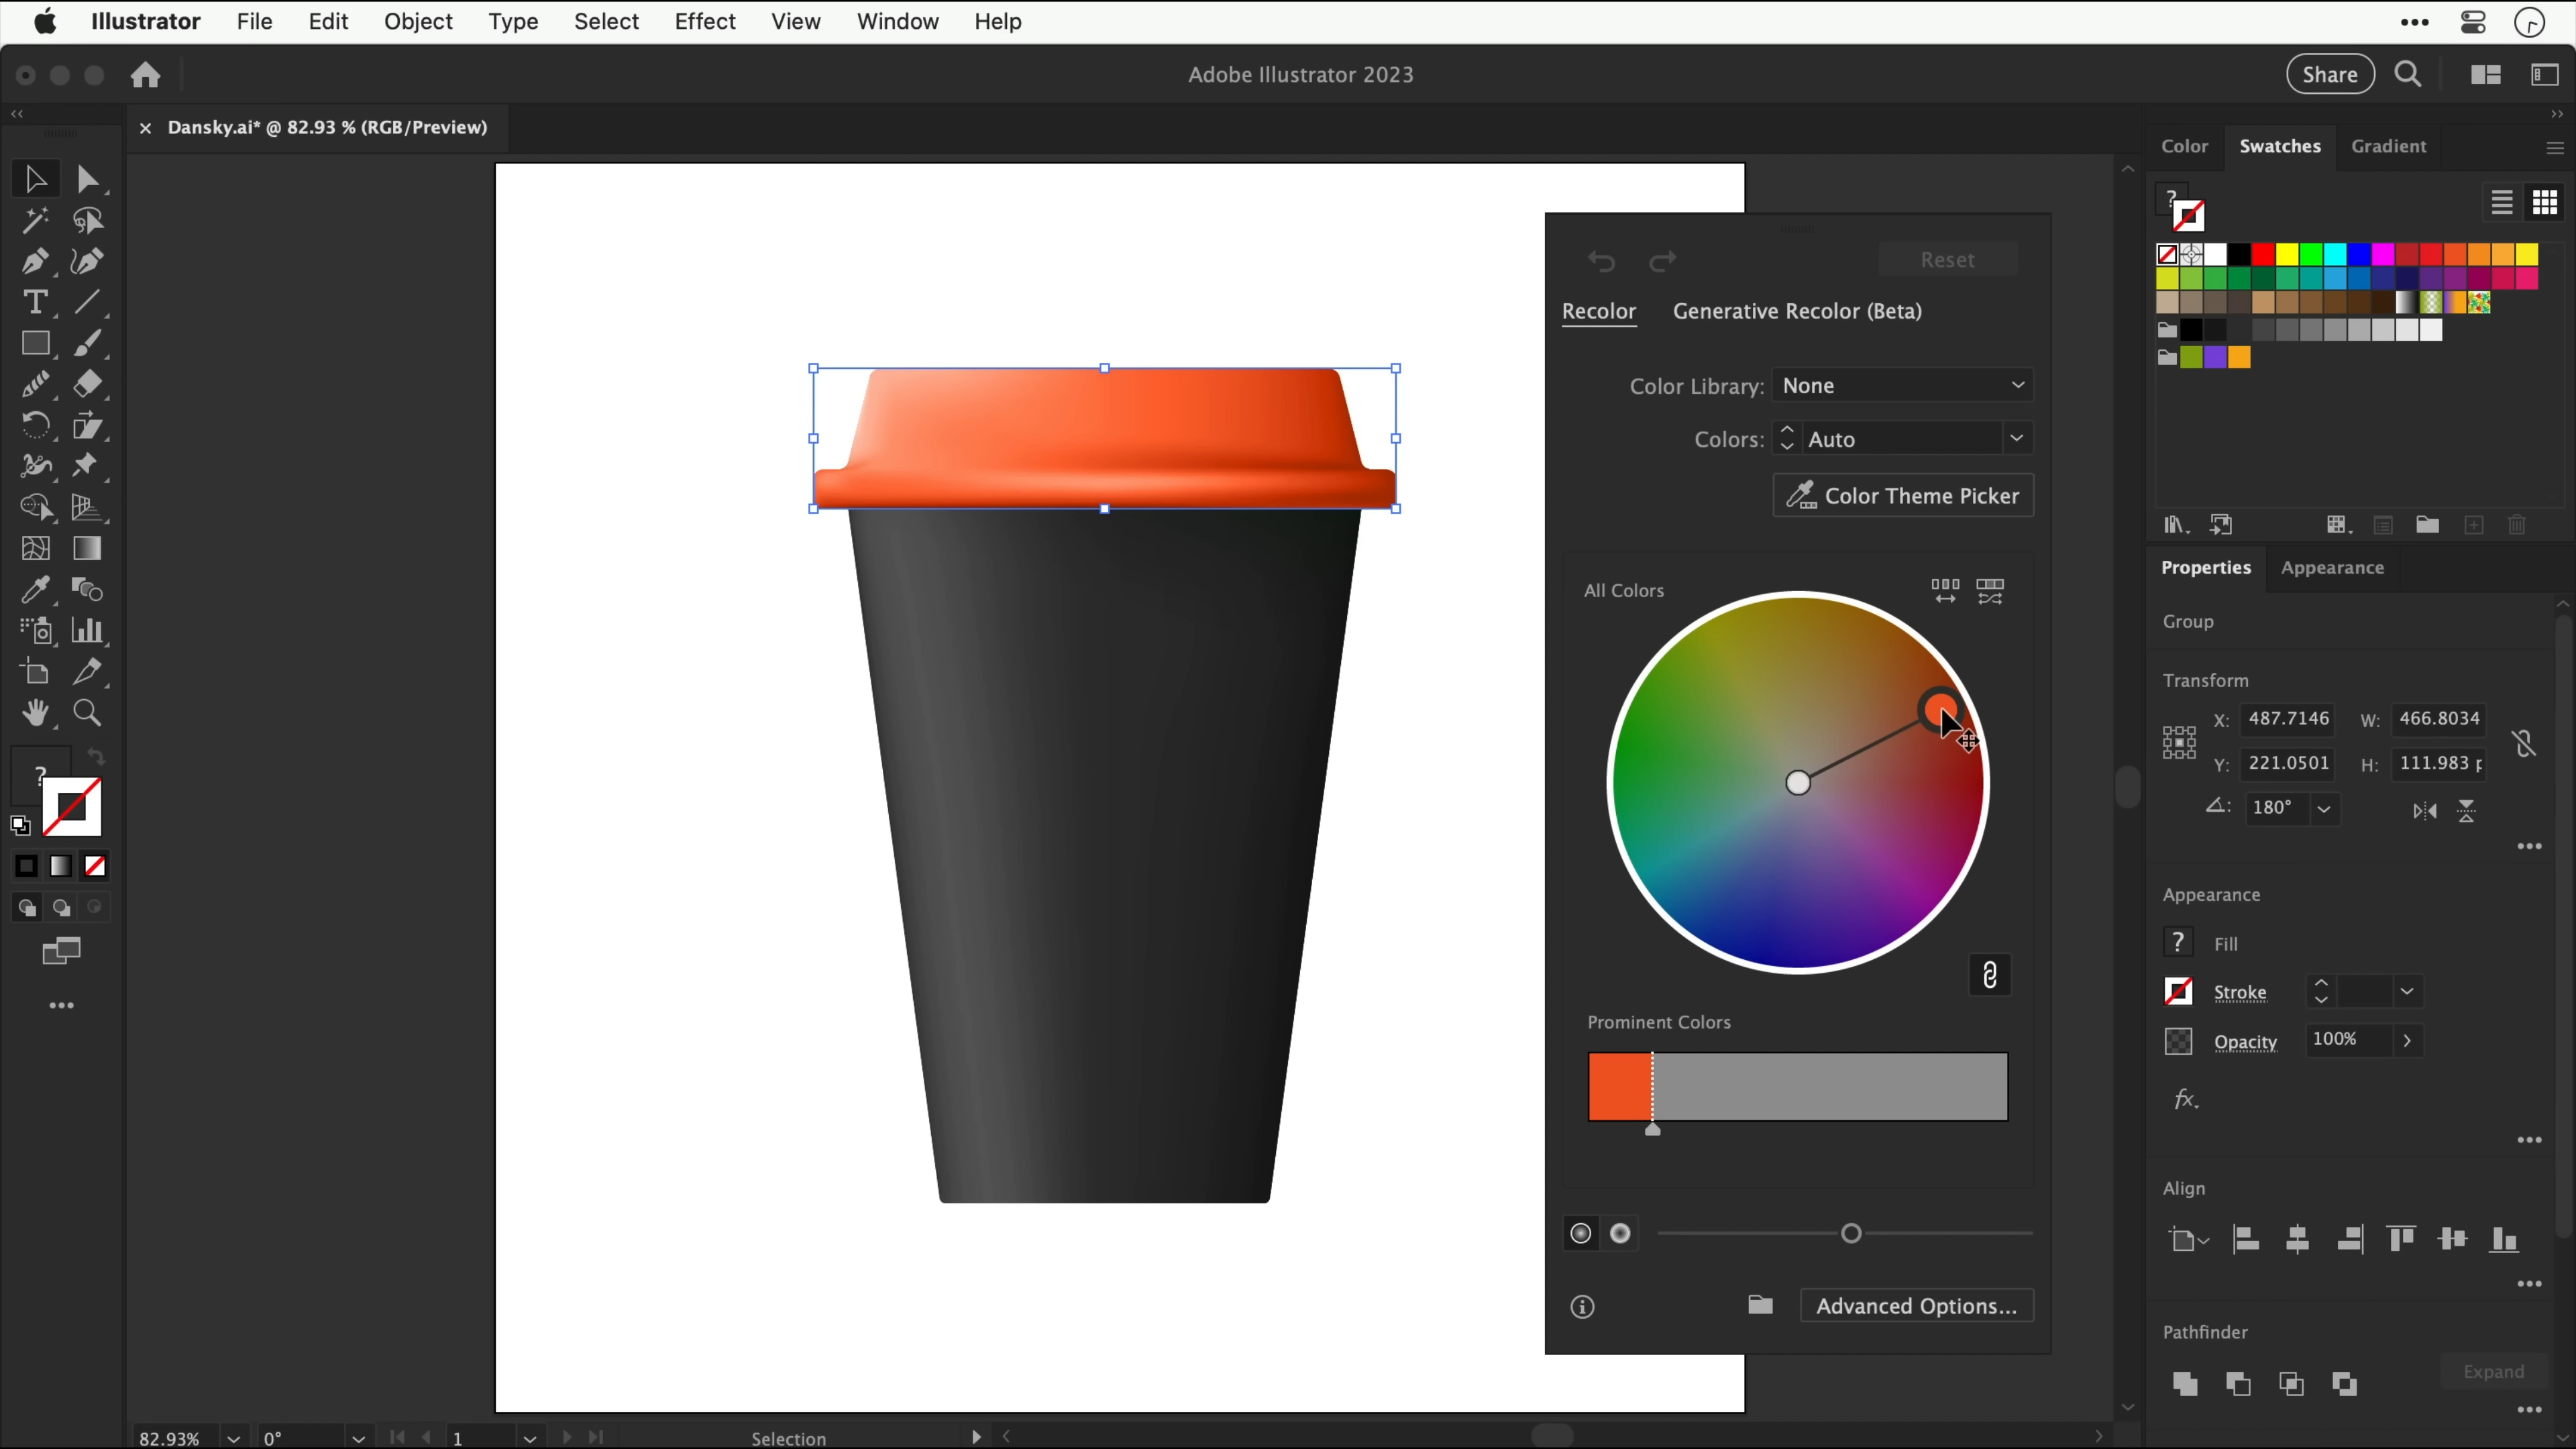 Illustrator File Edit Object Type Select Effect View Window Help
Adobe Illustrator 2023
Share
Dansky.ai* @ 82.93 % (RGB/Preview)
Color Swatches Gradient
?
Reset
Recolor Generative Recolor (Beta)
Color Library: None
Colors: Auto
Color Theme Picker
All Colors
Prominent Colors
Advanced Options...
Properties Appearance
Group
Transform
X: 487.7146 W: 466.8034
Y: 221.0501 H: 111.983 p
180°
Appearance
? Fill
Stroke
Opacity 100%
fx.
Align
Pathfinder
Expand
?
82.93% 0° 1 Selection